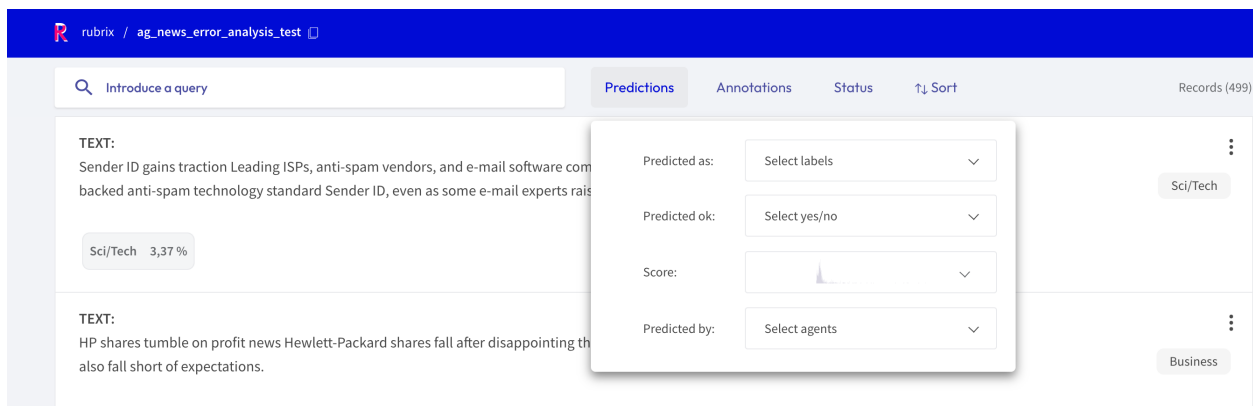 R rubrix / ag_news_error_analysis_test
Introduce a query
Predictions Annotations Status ↑↓ Sort Records (499)
TEXT:
Sender ID gains traction Leading ISPs, anti-spam vendors, and e-mail software com
backed anti-spam technology standard Sender ID, even as some e-mail experts rais
Sci/Tech
Sci/Tech 3,37 %
Predicted as: Select labels
Predicted ok: Select yes/no
Score:
Predicted by: Select agents
TEXT:
HP shares tumble on profit news Hewlett-Packard shares fall after disappointing th
also fall short of expectations.
Business